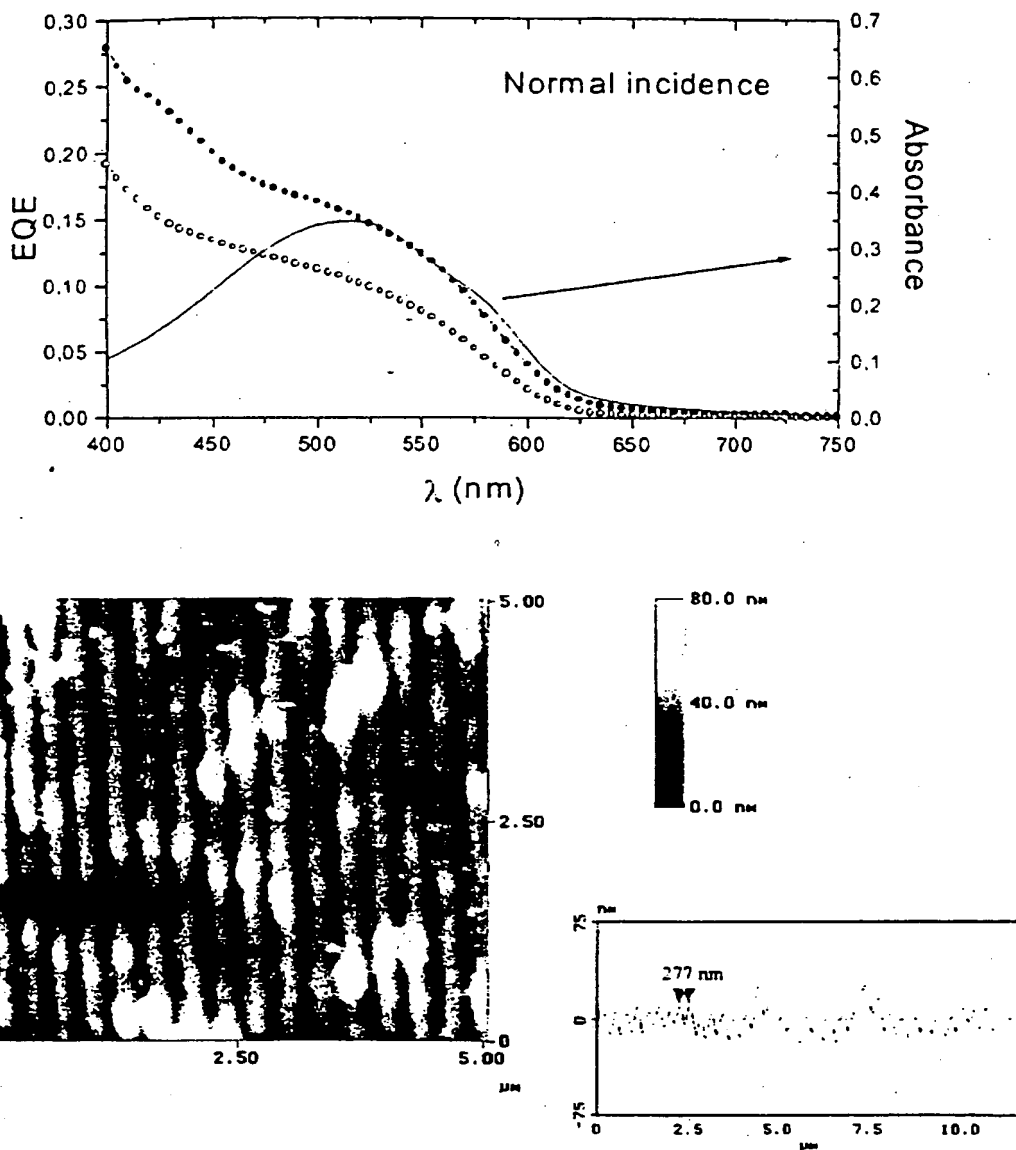 0,30
0,25
0,20
0,15
0,10
0,05
0,00
EQE
Normal incidence
0.7
0.6
0.5
0.4
0.3
0.2
0.1
0.0
Absorbance
400 450 500 550 600 650 700 750
λ (nm)
5.00
2.50
0
2.50 5.00
μM
80.0 nM
40.0 nM
0.0 nM
nM
75
0
-75
277 nm
0 2.5 5.0 7.5 10.0
μM